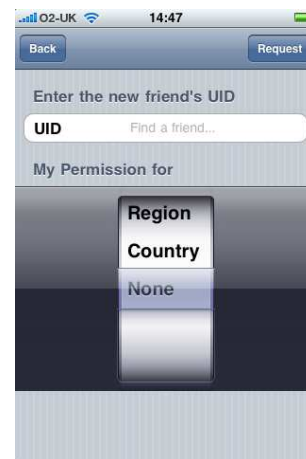 O2-UK 14:47
Back Request
Enter the new friend's UID
UID Find a friend...
My Permission for
Region
Country
None